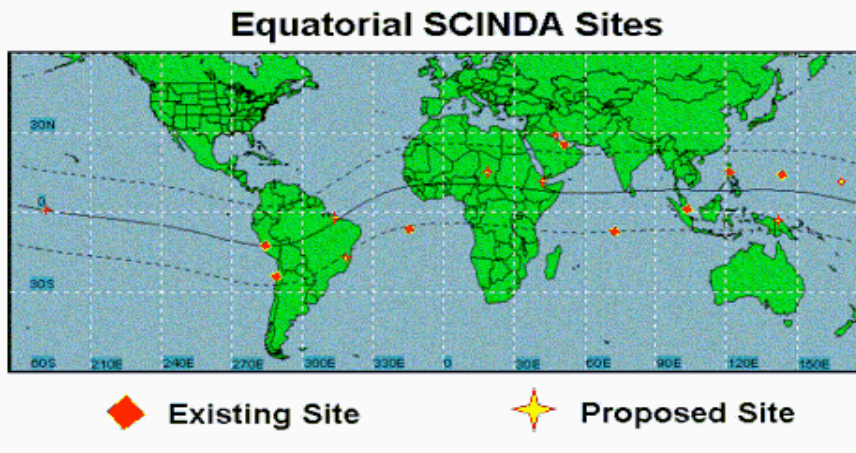 Equatorial SCINDA Sites
30N
0
30S
60S 210E 240E 270E 300E 330E 0 30E 60E 90E 120E 150E
Existing Site Proposed Site